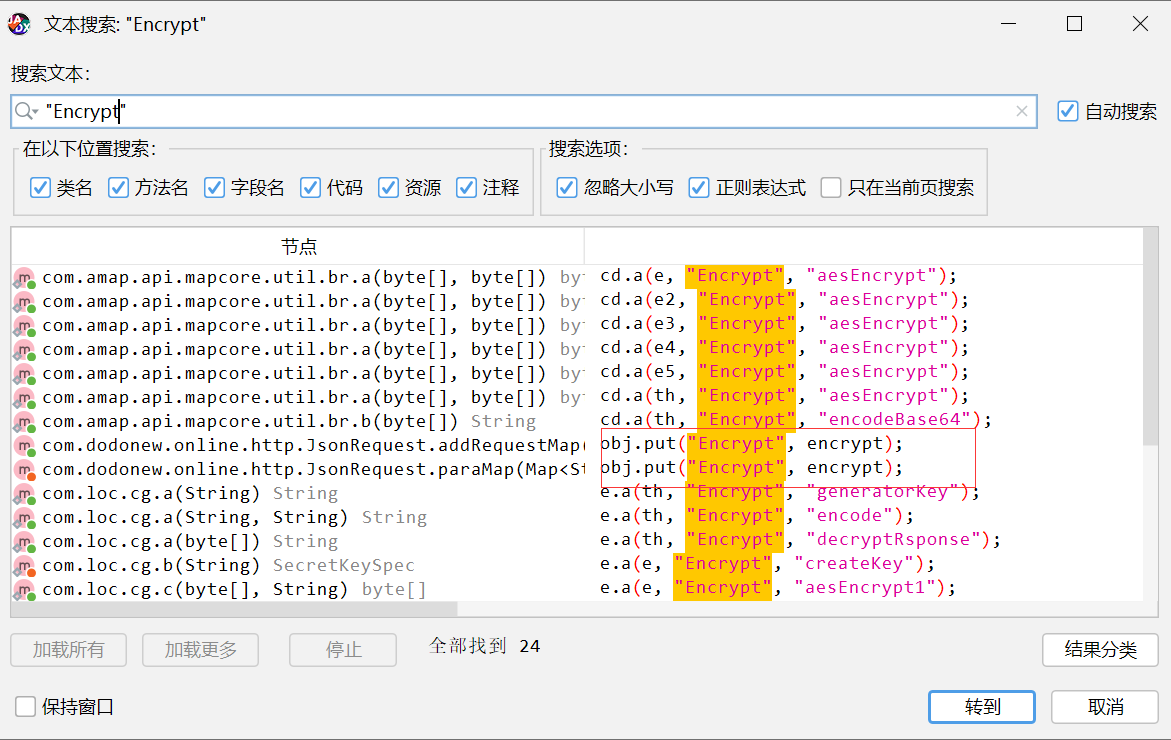 文本搜索: "Encrypt"
搜索文本:
"Encrypt"
自动搜索
在以下位置搜索:
类名 方法名 字段名 代码 资源 注释
搜索选项:
忽略大小写 正则表达式 只在当前页搜索
节点
com.amap.api.mapcore.util.br.a(byte[], byte[]) by cd.a(e, "Encrypt", "aesEncrypt");
com.amap.api.mapcore.util.br.a(byte[], byte[]) by cd.a(e2, "Encrypt", "aesEncrypt");
com.amap.api.mapcore.util.br.a(byte[], byte[]) by cd.a(e3, "Encrypt", "aesEncrypt");
com.amap.api.mapcore.util.br.a(byte[], byte[]) by cd.a(e4, "Encrypt", "aesEncrypt");
com.amap.api.mapcore.util.br.a(byte[], byte[]) by cd.a(e5, "Encrypt", "aesEncrypt");
com.amap.api.mapcore.util.br.a(byte[], byte[]) by cd.a(th, "Encrypt", "aesEncrypt");
com.amap.api.mapcore.util.br.b(byte[]) String cd.a(th, "Encrypt", "encodeBase64");
com.dodonew.online.http.JsonRequest.addRequestMap( obj.put("Encrypt", encrypt);
com.dodonew.online.http.JsonRequest.paraMap(Map<St obj.put("Encrypt", encrypt);
com.loc.cg.a(String) String e.a(th, "Encrypt", "generatorKey");
com.loc.cg.a(String, String) String e.a(th, "Encrypt", "encode");
com.loc.cg.a(byte[]) String e.a(th, "Encrypt", "decryptRsponse");
com.loc.cg.b(String) SecretKeySpec e.a(e, "Encrypt", "createKey");
com.loc.cg.c(byte[], String) byte[] e.a(e, "Encrypt", "aesEncrypt1");
加载所有 加载更多 停止 全部找到 24 结果分类
保持窗口 转到 取消